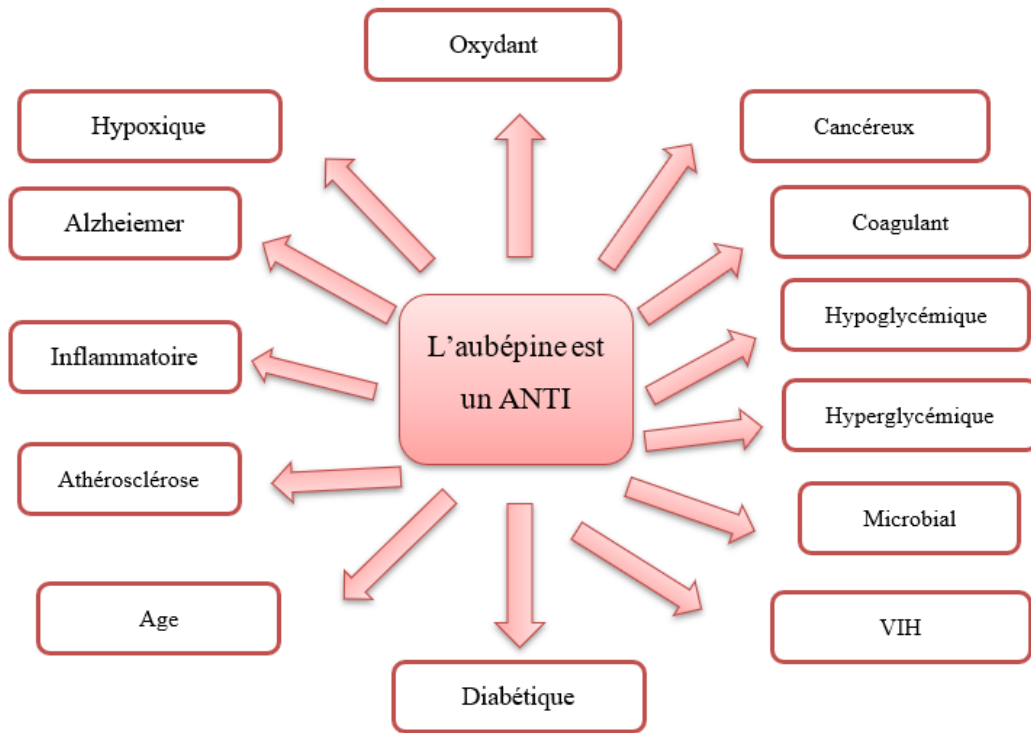 Oxydant
Hypoxique
Cancéreux
Alzheiemer
Coagulant
Hypoglycémique
L’aubépine est
un ANTI
Inflammatoire
Hyperglycémique
Athérosclérose
Microbial
Age
VIH
Diabétique